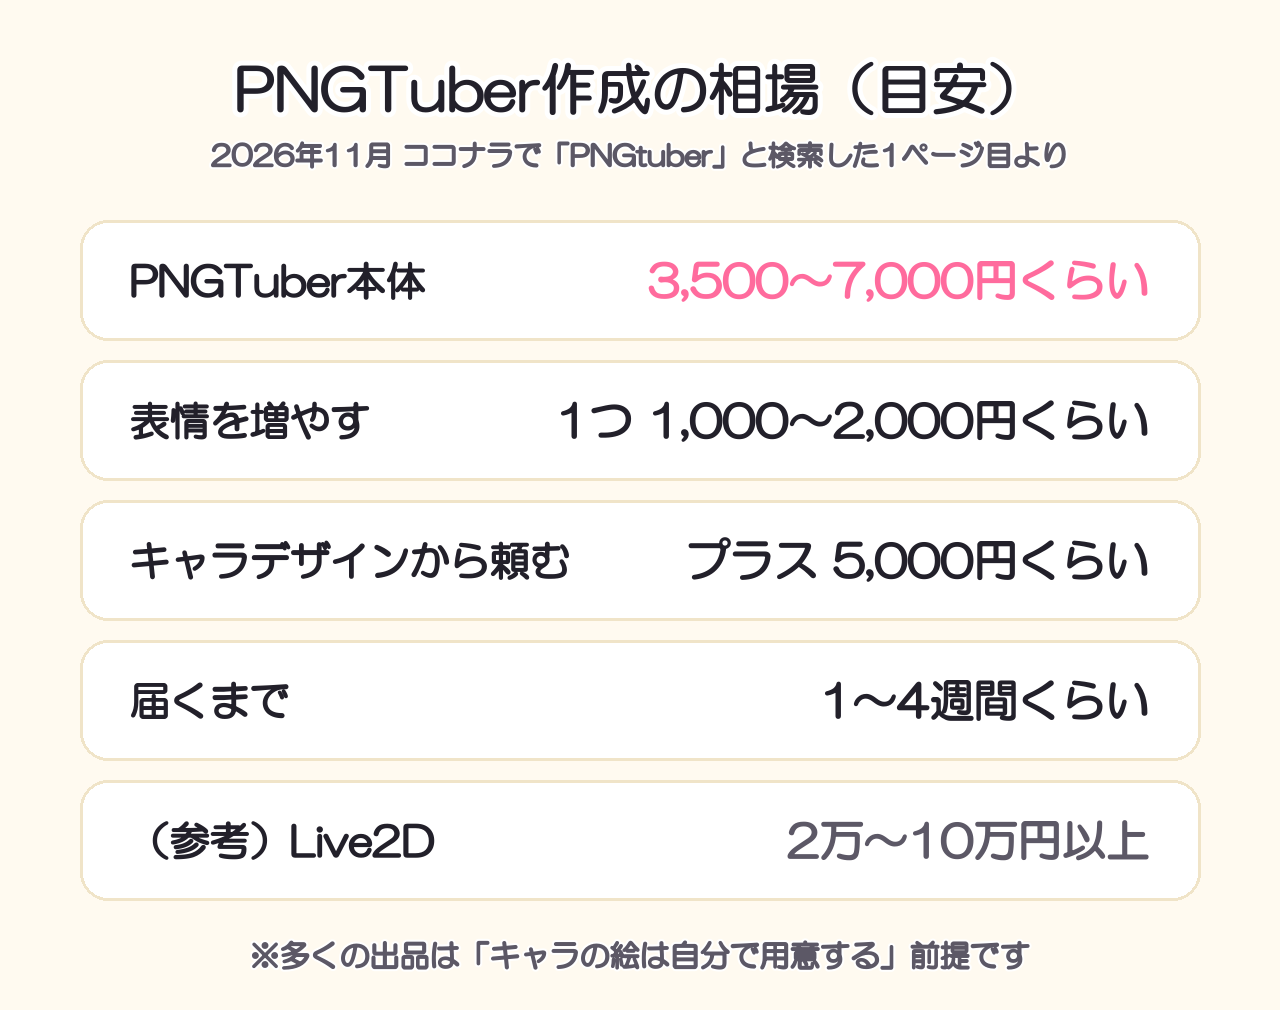 PNGTuber作成の相場（目安）
2026年11月 ココナラで「PNGtuber」と検索した1ページ目より
PNGTuber本体 3,500〜7,000円くらい
表情を増やす 1つ 1,000〜2,000円くらい
キャラデザインから頼む プラス 5,000円くらい
届くまで 1〜4週間くらい
（参考）Live2D 2万〜10万円以上
※多くの出品は「キャラの絵は自分で用意する」前提です